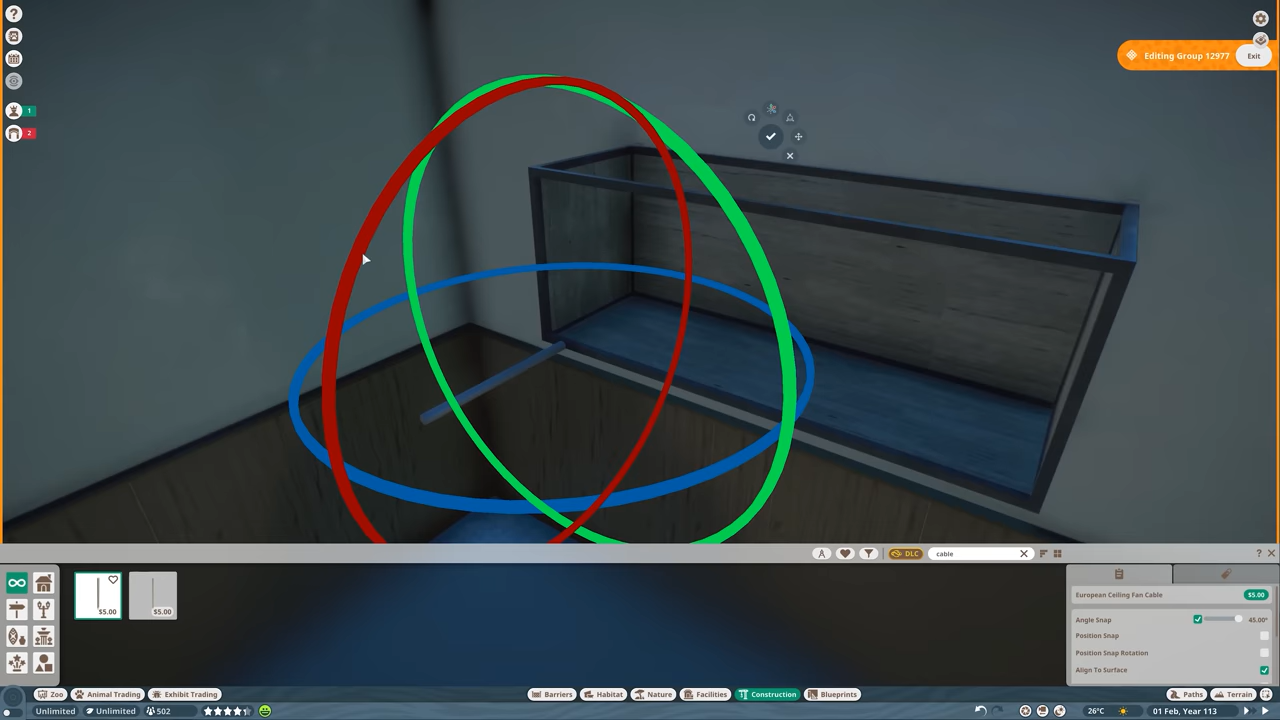 ?
1
2
Editing Group 12977
Exit
DLC
cable
?
$5.00
$5.00
European Ceiling Fan Cable
$5.00
Angle Snap
45.00°
Position Snap
Position Snap Rotation
Align To Surface
Zoo
Animal Trading
Exhibit Trading
Barriers
Habitat
Nature
Facilities
Construction
Blueprints
Paths
Terrain
Unlimited
Unlimited
502
26°C
01 Feb, Year 113